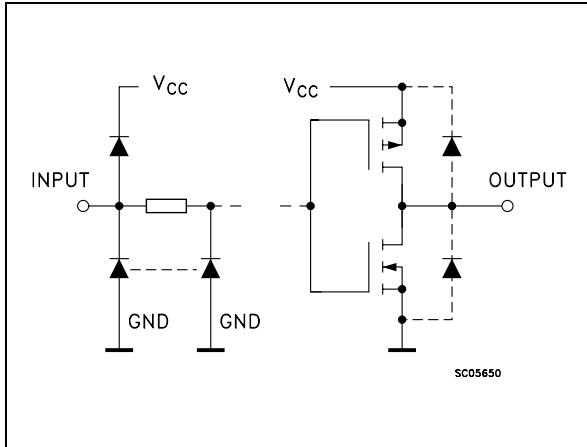 VCC
VCC
INPUT
OUTPUT
GND
GND
SC05650